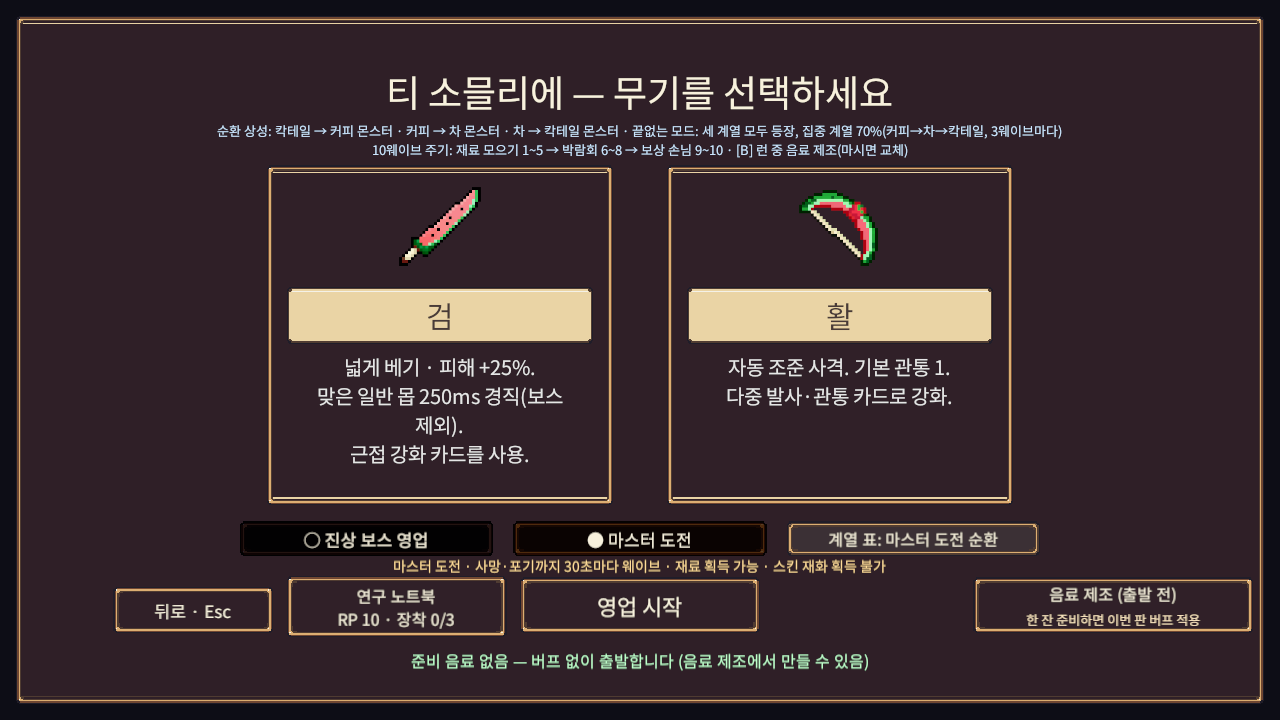 티 소믈리에 — 무기를 선택하세요
순환 상성: 칵테일 → 커피 몬스터 · 커피 → 차 몬스터 · 차 → 칵테일 몬스터 · 끝없는 모드: 세 계열 모두 등장, 집중 계열 70%(커피→차→칵테일, 3웨이브마다)
10웨이브 주기: 재료 모으기 1~5 → 박람회 6~8 → 보상 손님 9~10 · [B] 런 중 음료 제조(마시면 교체)
검
넓게 베기 · 피해 +25%.
맞은 일반 몹 250ms 경직(보스
제외).
근접 강화 카드를 사용.
활
자동 조준 사격. 기본 관통 1.
다중 발사·관통 카드로 강화.
○ 진상 보스 영업
● 마스터 도전
계열 표: 마스터 도전 순환
마스터 도전 · 사망·포기까지 30초마다 웨이브 · 재료 획득 가능 · 스킨 재화 획득 불가
뒤로 · Esc
연구 노트북
RP 10 · 장착 0/3
영업 시작
음료 제조 (출발 전)
한 잔 준비하면 이번 판 버프 적용
준비 음료 없음 — 버프 없이 출발합니다 (음료 제조에서 만들 수 있음)